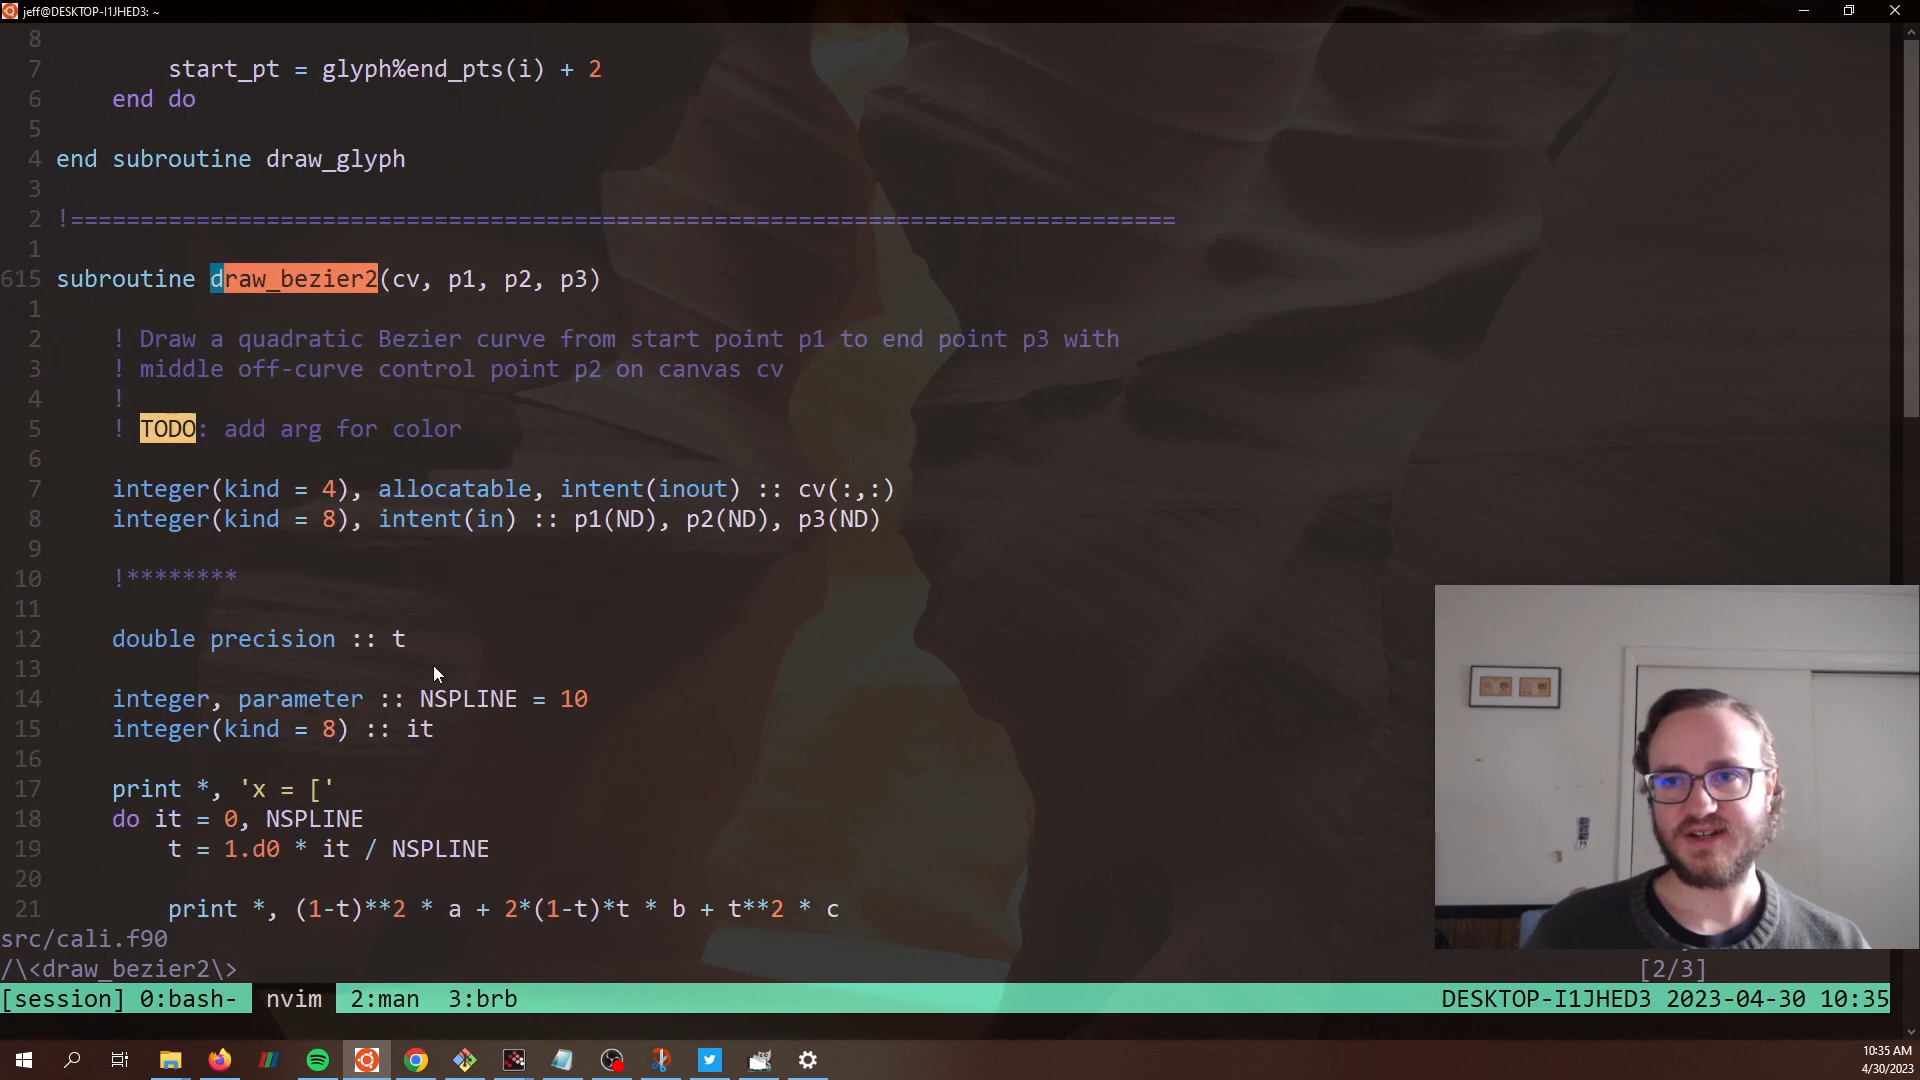 jeff@DESKTOP-I1JHED3: ~
8
7 start_pt = glyph%end_pts(i) + 2
6 end do
5
4 end subroutine draw_glyph
3
2 !===============================================================================
1
615 subroutine draw_bezier2(cv, p1, p2, p3)
1
2 ! Draw a quadratic Bezier curve from start point p1 to end point p3 with
3 ! middle off-curve control point p2 on canvas cv
4 !
5 ! TODO: add arg for color
6
7 integer(kind = 4), allocatable, intent(inout) :: cv(:,:)
8 integer(kind = 8), intent(in) :: p1(ND), p2(ND), p3(ND)
9
10 !********
11
12 double precision :: t
13
14 integer, parameter :: NSPLINE = 10
15 integer(kind = 8) :: it
16
17 print *, 'x = ['
18 do it = 0, NSPLINE
19 t = 1.d0 * it / NSPLINE
20
21 print *, (1-t)**2 * a + 2*(1-t)*t * b + t**2 * c
src/cali.f90
/\<draw_bezier2\> [2/3]
[session] 0:bash- nvim 2:man 3:brb DESKTOP-I1JHED3 2023-04-30 10:35
10:35 AM
4/30/2023